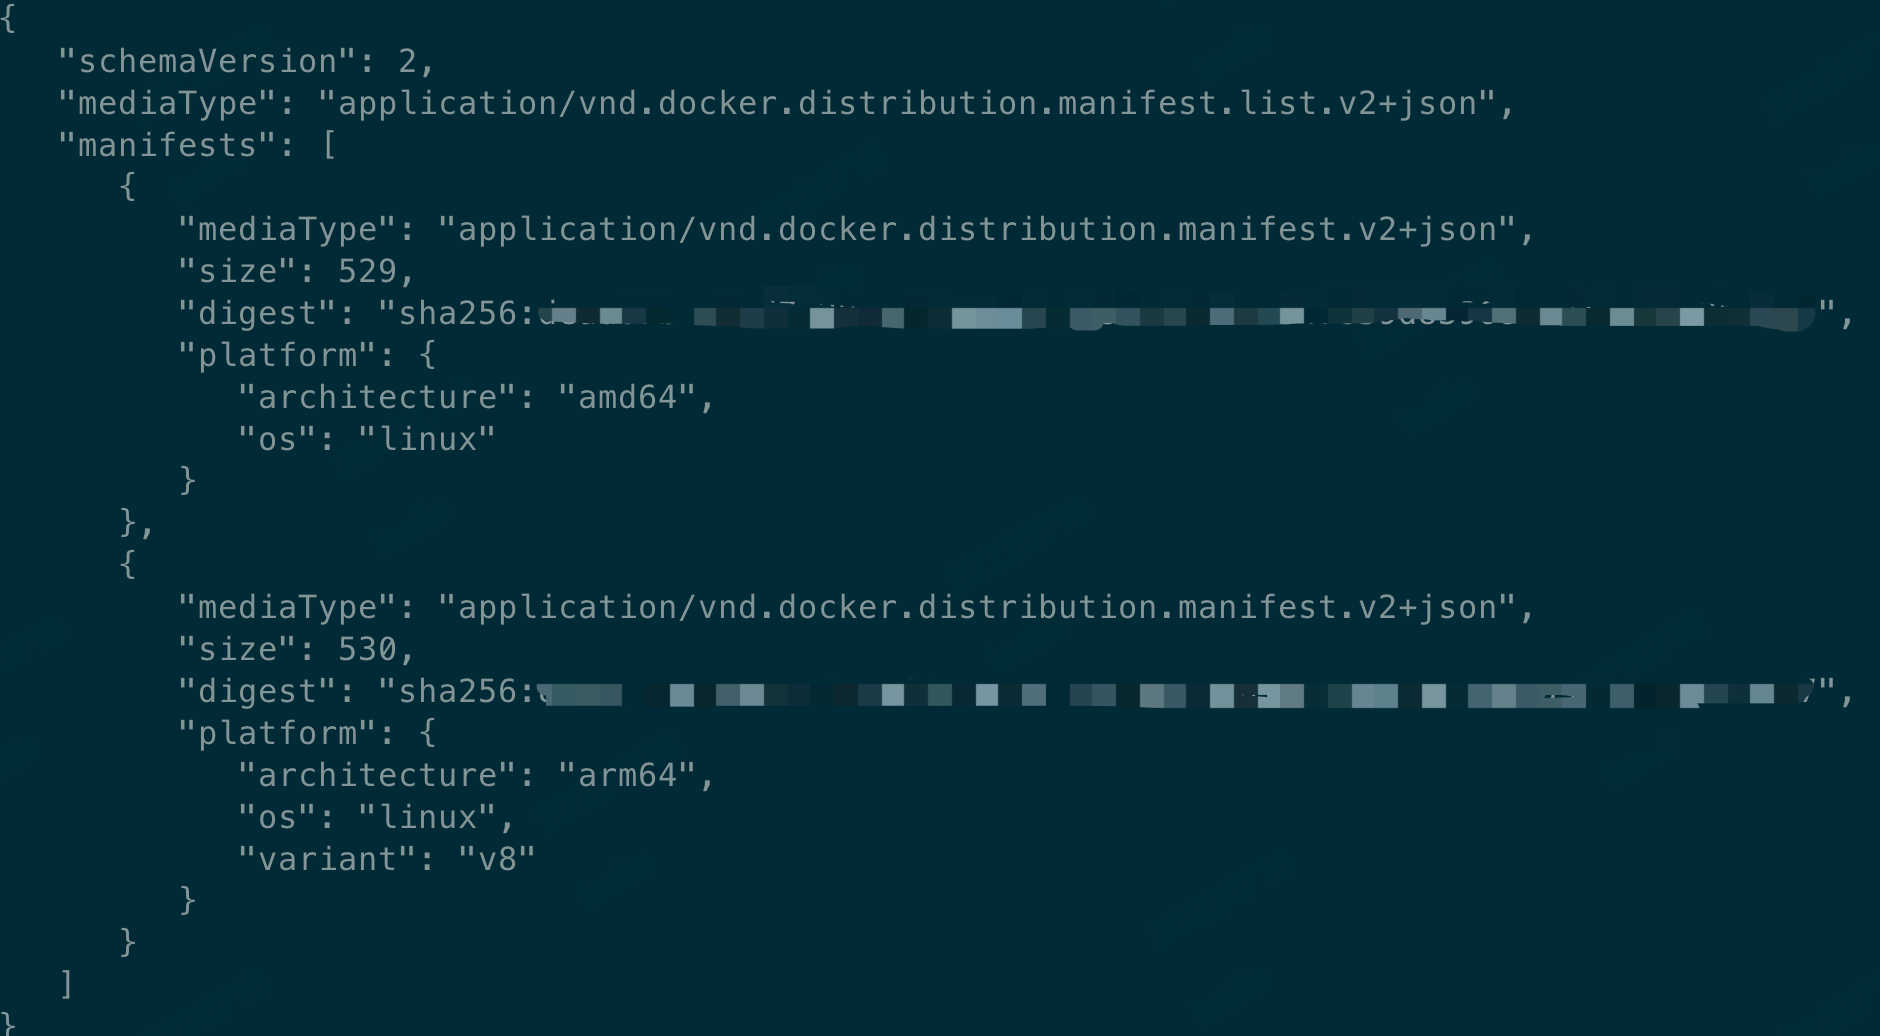 {
   "schemaVersion": 2,
   "mediaType": "application/vnd.docker.distribution.manifest.list.v2+json",
   "manifests": [
      {
         "mediaType": "application/vnd.docker.distribution.manifest.v2+json",
         "size": 529,
         "digest": "sha256: ",
         "platform": {
            "architecture": "amd64",
            "os": "linux"
         }
      },
      {
         "mediaType": "application/vnd.docker.distribution.manifest.v2+json",
         "size": 530,
         "digest": "sha256: ",
         "platform": {
            "architecture": "arm64",
            "os": "linux",
            "variant": "v8"
         }
      }
   ]
}